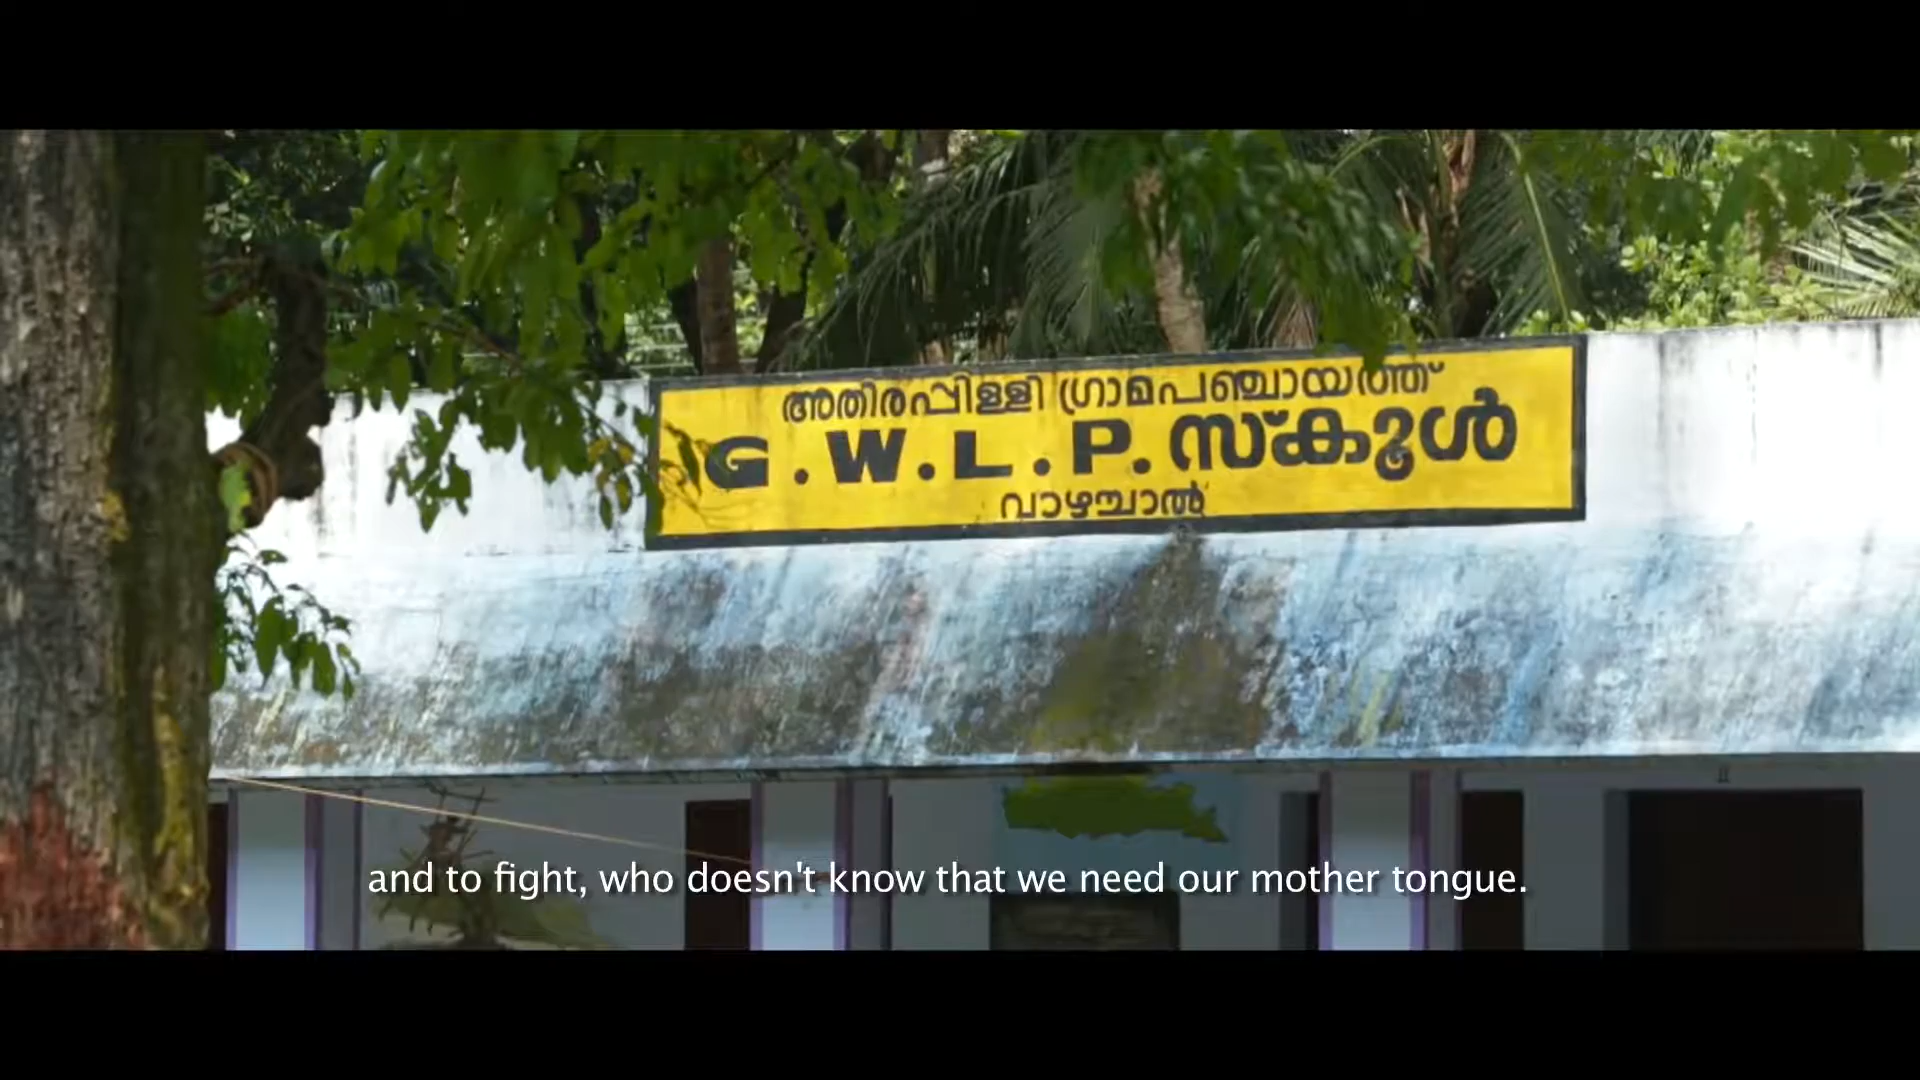 അതിരപ്പിള്ളി ഗ്രാമപഞ്ചായത്ത്
G.W.L.P. സ്കൂൾ
വാഴച്ചാൽ
and to fight, who doesn't know that we need our mother tongue.